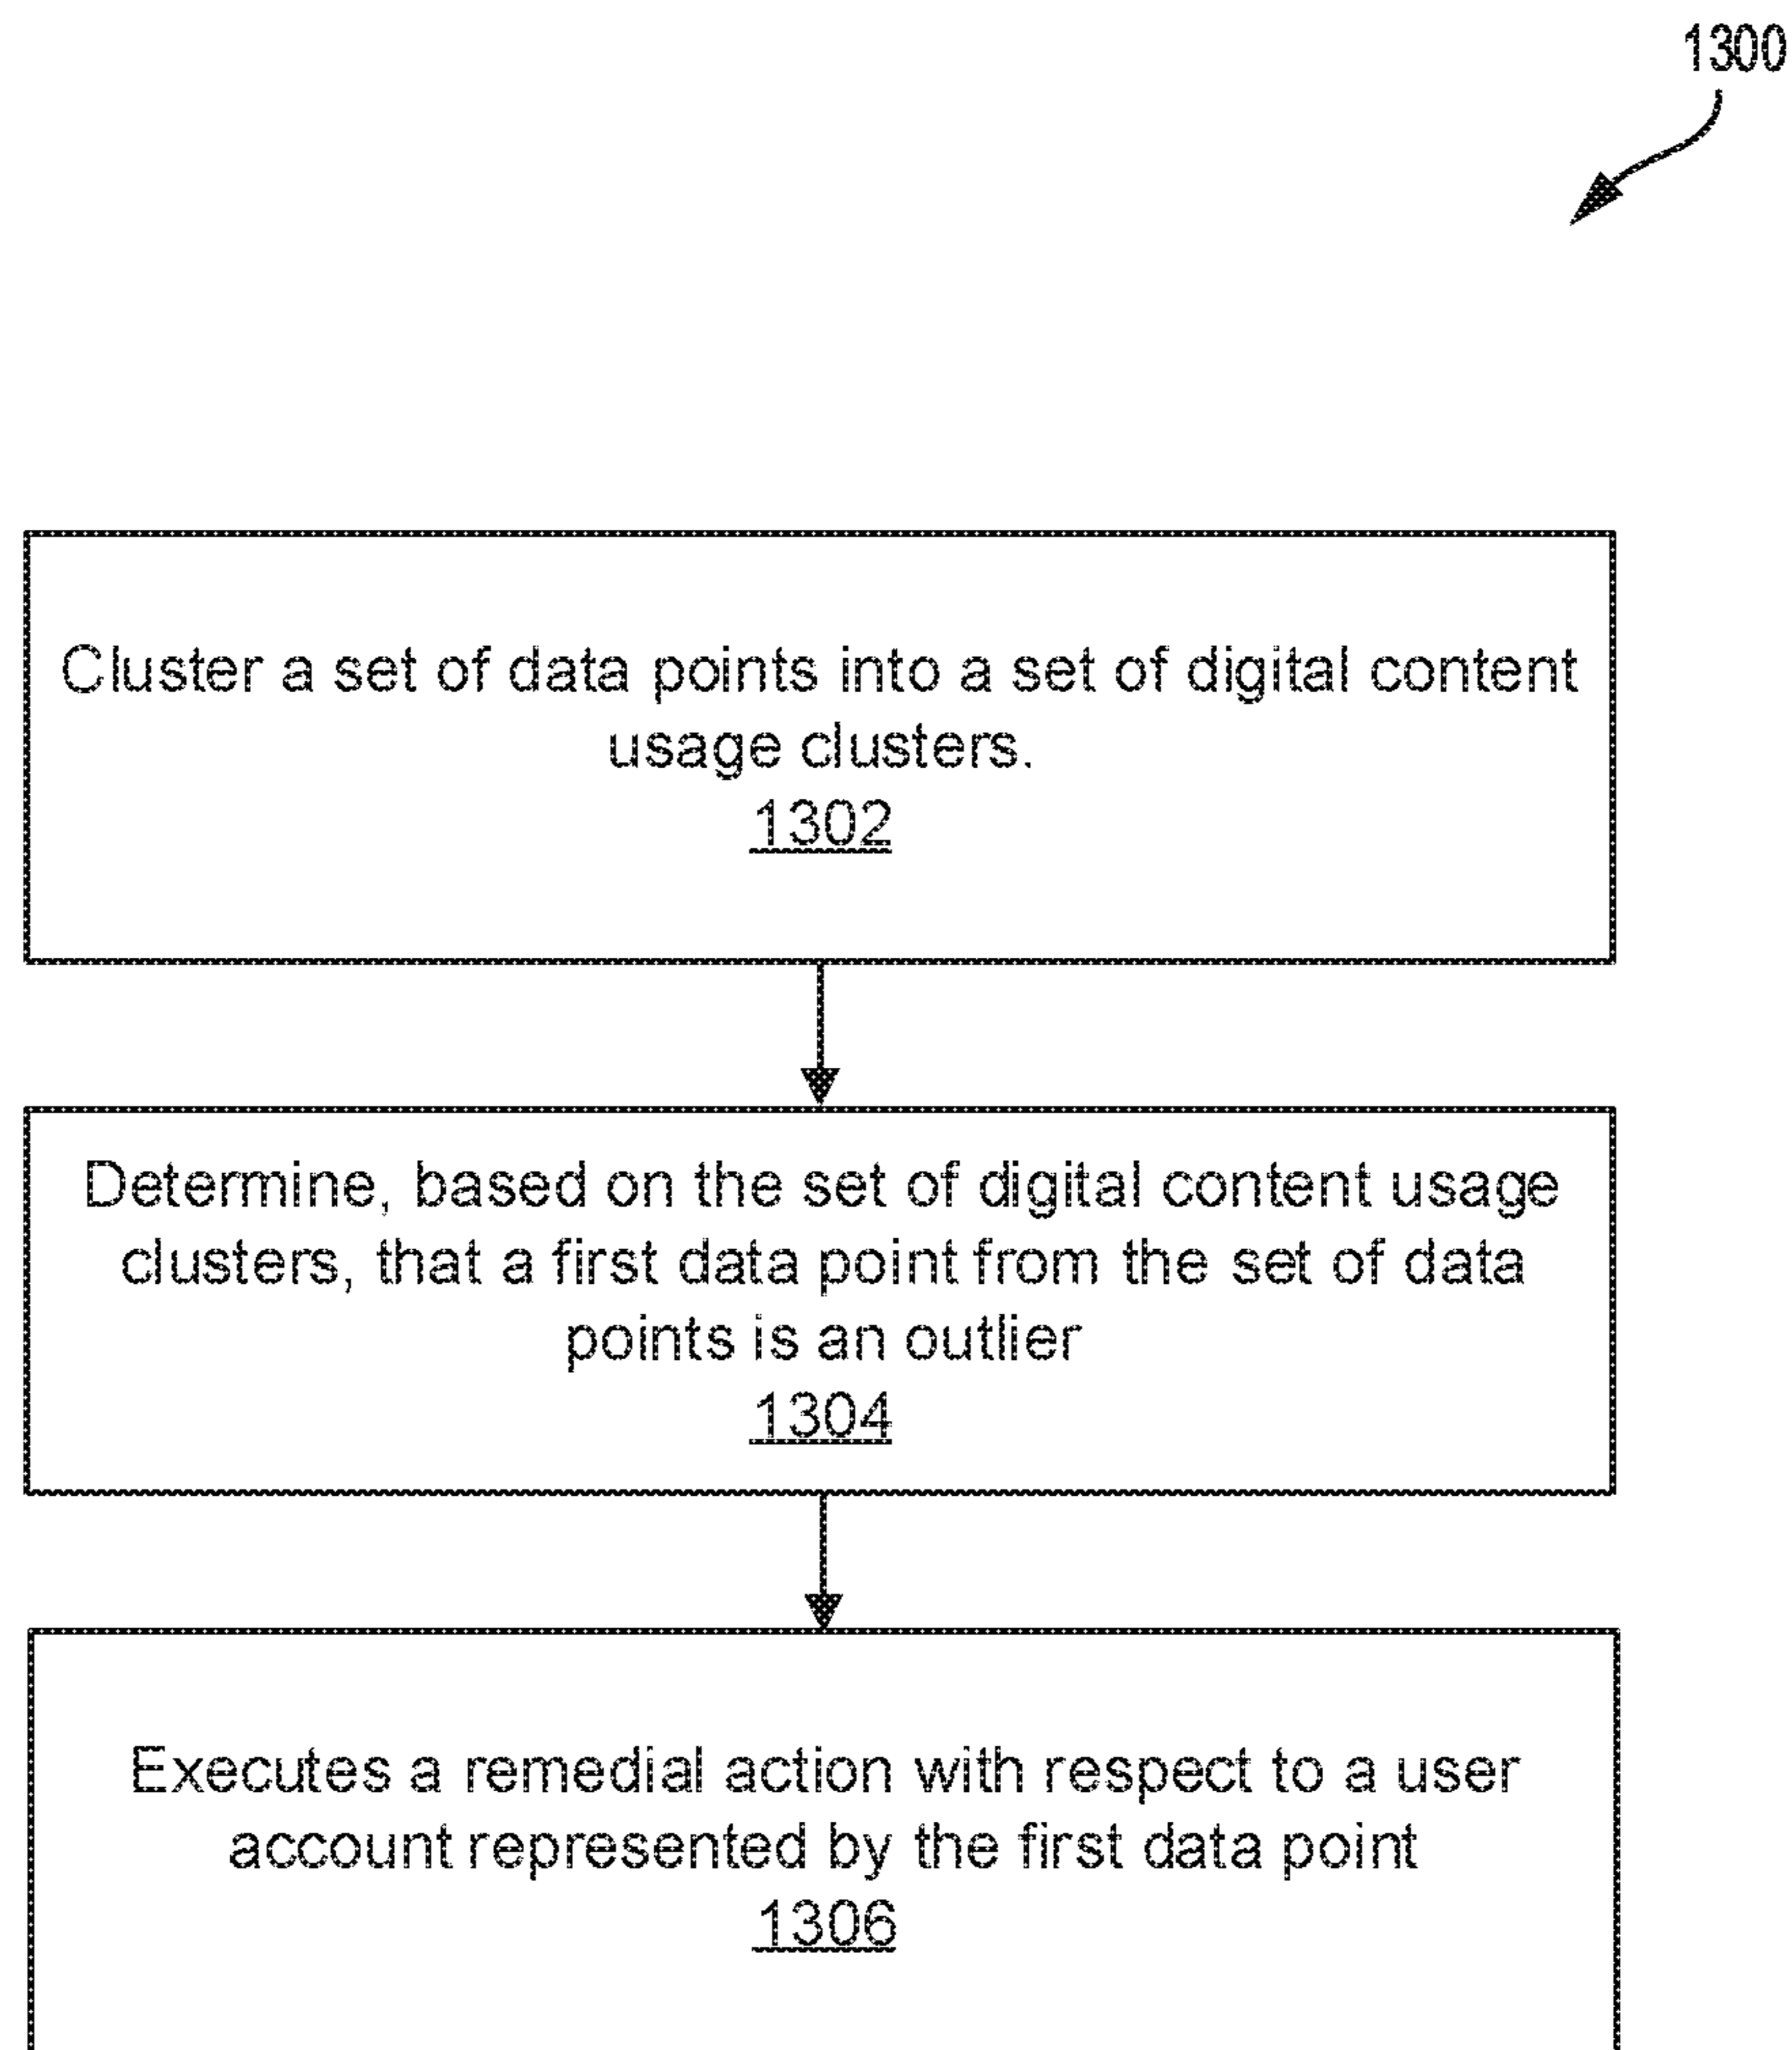 1300
Cluster a set of data points into a set of digital content
usage clusters.
1302
Determine, based on the set of digital content usage
clusters, that a first data point from the set of data
points is an outlier
1304
Executes a remedial action with respect to a user
account represented by the first data point
1306